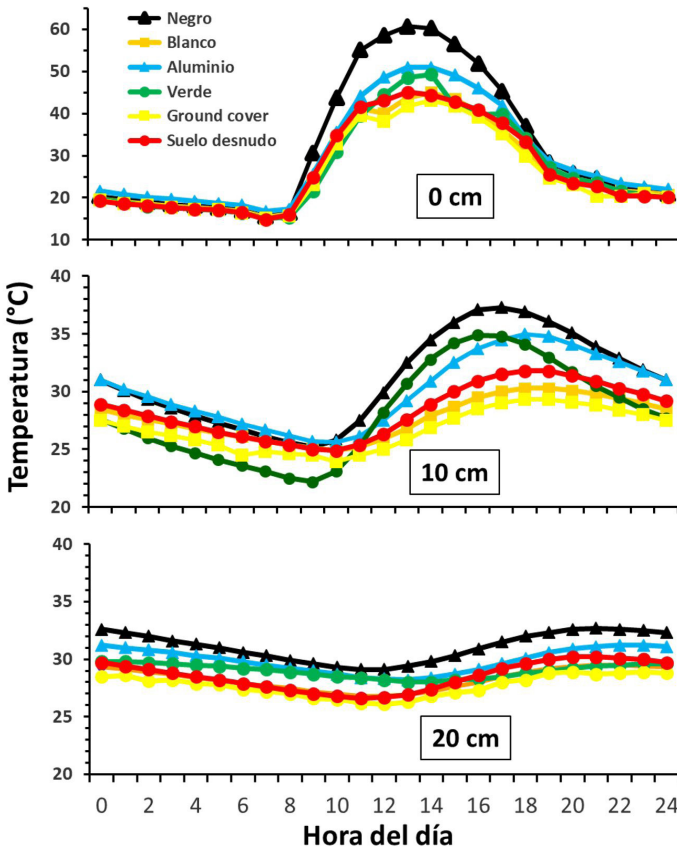 Negro
Blanco
Aluminio
Verde
Ground cover
Suelo desnudo
60
50
40
30
20
10
0 cm
40
35
30
25
20
10 cm
40
35
30
25
20
20 cm
Temperatura (°C)
0 2 4 6 8 10 12 14 16 18 20 22 24
Hora del día